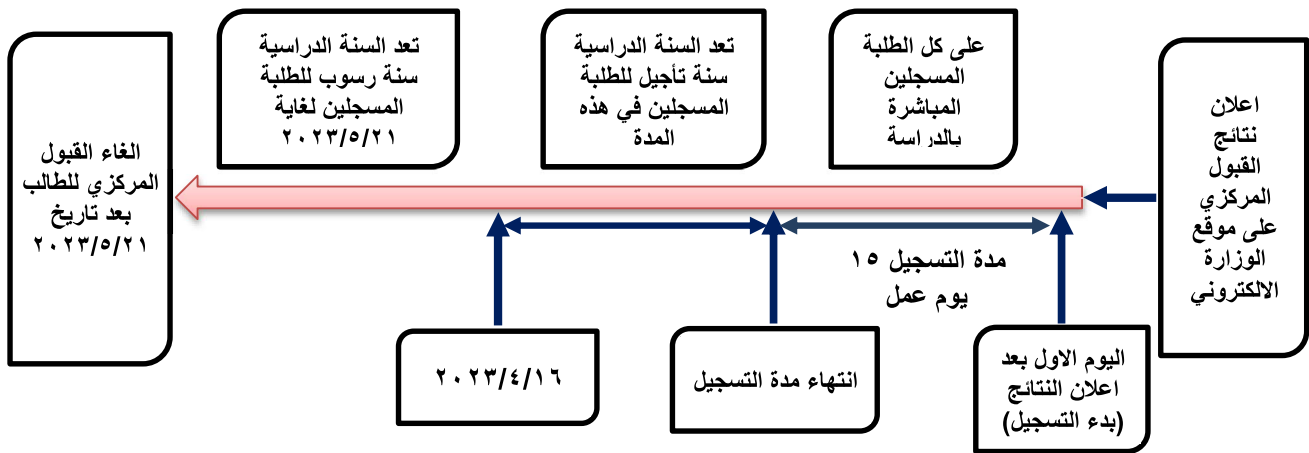 اعلان
نتائج
القبول
المركزي
على موقع
الوزارة
الالكتروني
على كل الطلبة
المسجلين
المباشرة
بالدراسة
تعد السنة الدراسية
سنة تأجيل للطلبة
المسجلين في هذه
المدة
تعد السنة الدراسية
سنة رسوب للطلبة
المسجلين لغاية
٢٠٢٣/٥/٢١
الغاء القبول
المركزي للطالب
بعد تاريخ
٢٠٢٣/٥/٢١
مدة التسجيل ١٥
يوم عمل
اليوم الاول بعد
اعلان النتائج
(بدء التسجيل)
انتهاء مدة التسجيل
٢٠٢٣/٤/١٦